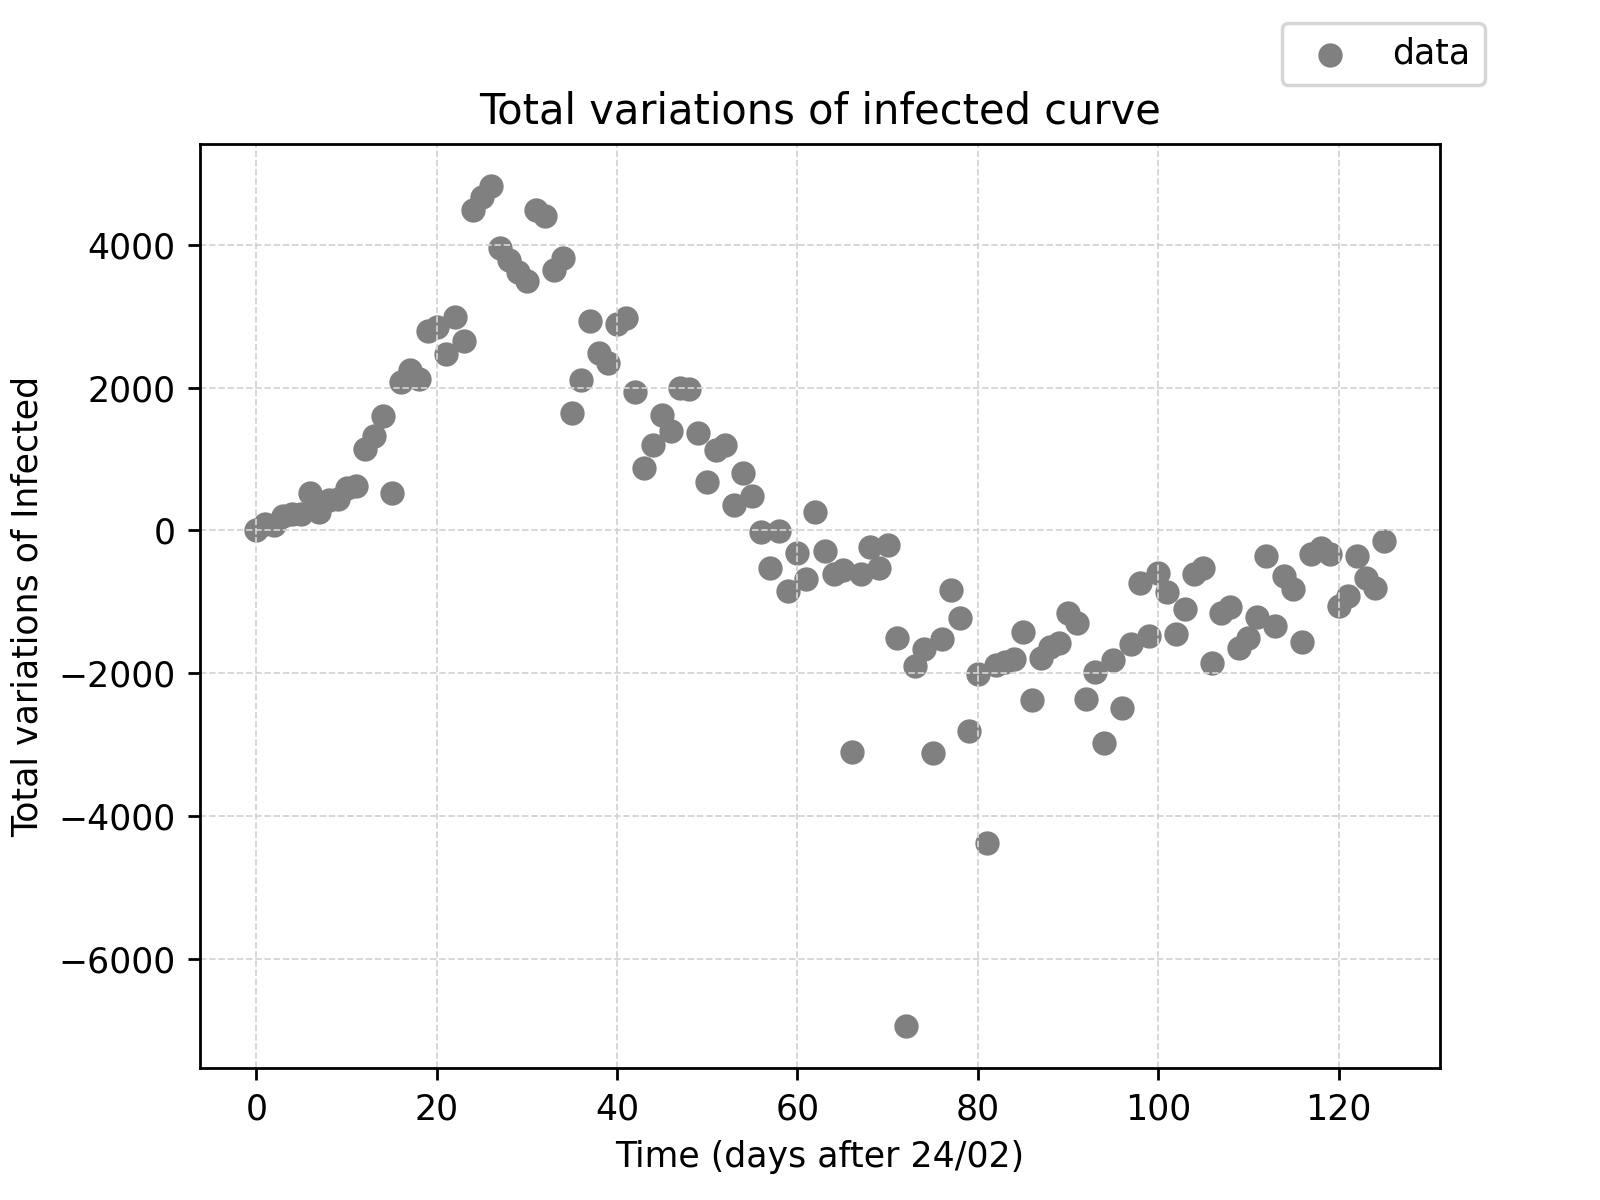 data
Total variations of infected curve
Total variations of Infected
4000
2000
0
−2000
−4000
−6000
0 20 40 60 80 100 120
Time (days after 24/02)